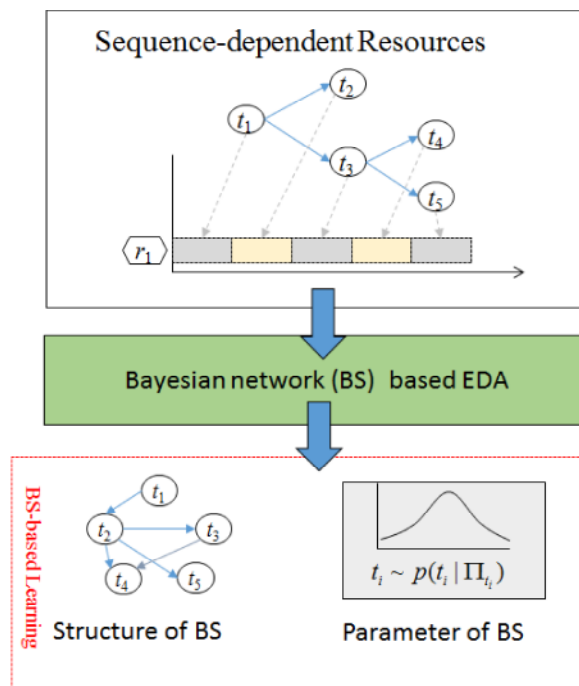 Sequence-dependent Resources
t2
t1
t4
t3
t5
r1
Bayesian network (BS) based EDA
BS-based Learning
t1
t2
t3
t4
t5
ti ~ p(ti | Πti)
Structure of BS
Parameter of BS